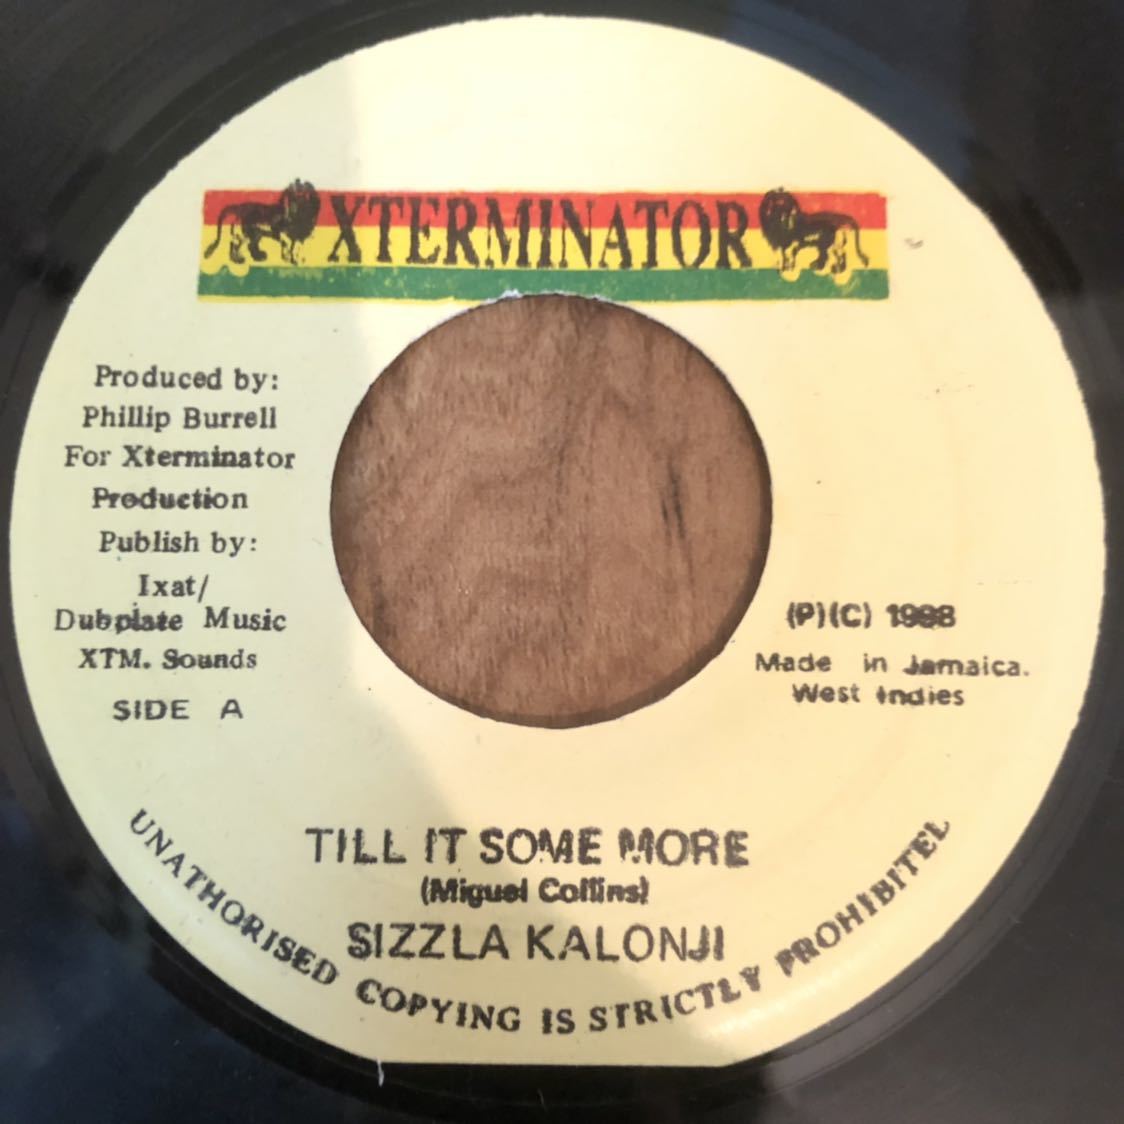 XTERMINATOR
Produced by:
Phillip Burrell
For Xterminator
Production
Publish by:
Ixat/
Dubplate Music
XTM. Sounds
SIDE A
(P)(C) 1998
Made in Jamaica.
West Indies
TILL IT SOME MORE
(Miguel Collins)
SIZZLA KALONJI
UNATHORISED COPYING IS STRICTLY PROHIBITEL